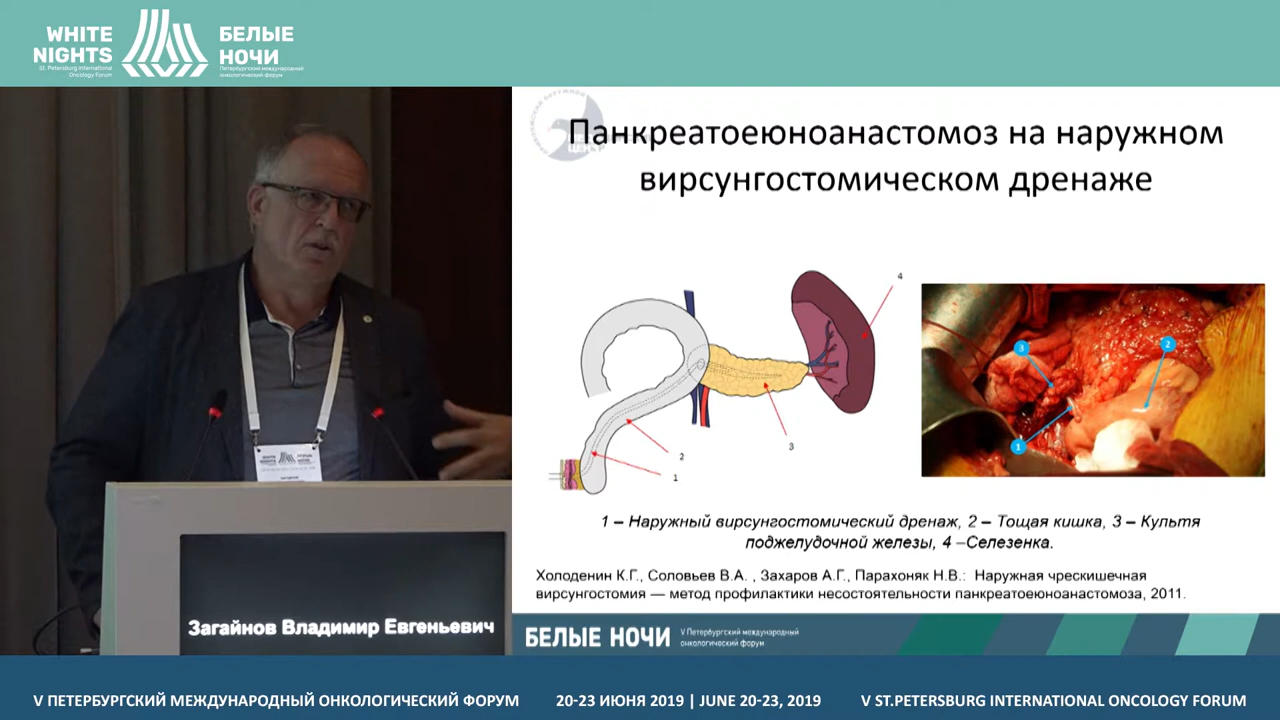 WHITE
NIGHTS
St. Petersburg International
Oncology Forum
БЕЛЫЕ
НОЧИ
Петербургский международный
онкологический форум
Панкреатоеюноанастомоз на наружном
вирсунгостомическом дренаже
4
3
2
1
3
2
1
1 – Наружный вирсунгостомический дренаж, 2 – Тощая кишка, 3 – Культя
поджелудочной железы, 4 –Селезенка.
Холоденин К.Г., Соловьев В.А. , Захаров А.Г., Парахоняк Н.В.: Наружная чрескишечная
вирсунгостомия — метод профилактики несостоятельности панкреатоеюноанастомоза, 2011.
WHITE
NIGHTS
Загайнов Владимир Евгеньевич
БЕЛЫЕ НОЧИ
V Петербургский международный
онкологический форум
V ПЕТЕРБУРГСКИЙ МЕЖДУНАРОДНЫЙ ОНКОЛОГИЧЕСКИЙ ФОРУМ
20-23 ИЮНЯ 2019 | JUNE 20-23, 2019
V ST.PETERSBURG INTERNATIONAL ONCOLOGY FORUM